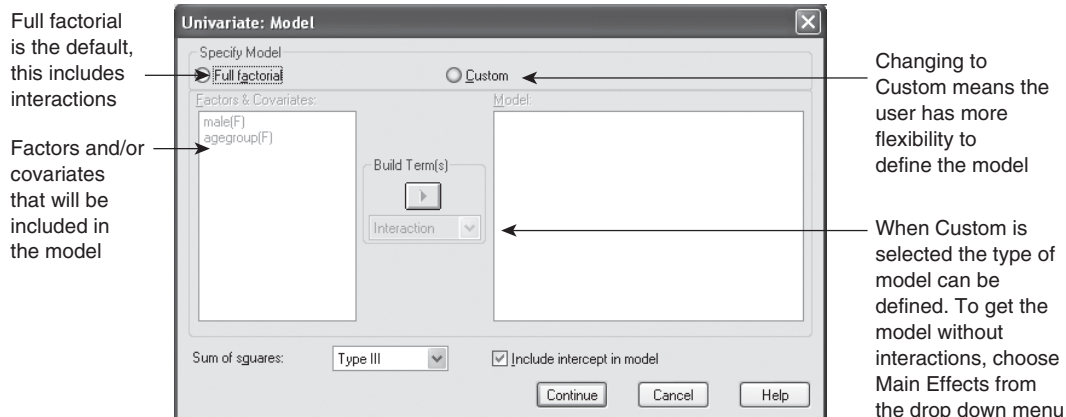 Full factorial
is the default,
this includes
interactions
Factors and/or
covariates
that will be
included in
the model
Univariate: Model
Specify Model
Full factorial
Custom
Factors & Covariates:
Model:
male(F)
agegroup(F)
Build Term(s)
Interaction
Sum of squares:
Type III
Include intercept in model
Continue
Cancel
Help
Changing to
Custom means the
user has more
flexibility to
define the model
When Custom is
selected the type of
model can be
defined. To get the
model without
interactions, choose
Main Effects from
the drop down menu